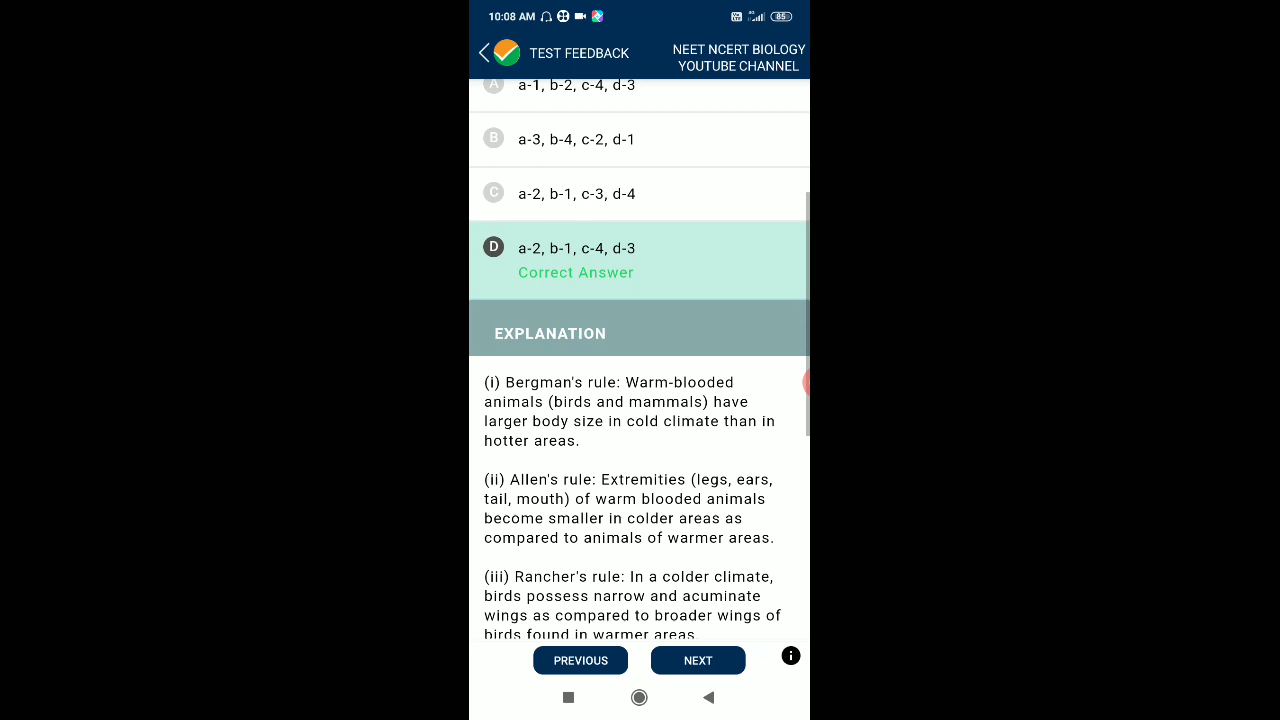 10:08 AM
85
TEST FEEDBACK
NEET NCERT BIOLOGY
YOUTUBE CHANNEL
A a-1, b-2, c-4, d-3
B a-3, b-4, c-2, d-1
C a-2, b-1, c-3, d-4
D a-2, b-1, c-4, d-3
Correct Answer
EXPLANATION
(i) Bergman's rule: Warm-blooded
animals (birds and mammals) have
larger body size in cold climate than in
hotter areas.
(ii) Allen's rule: Extremities (legs, ears,
tail, mouth) of warm blooded animals
become smaller in colder areas as
compared to animals of warmer areas.
(iii) Rancher's rule: In a colder climate,
birds possess narrow and acuminate
wings as compared to broader wings of
birds found in warmer areas.
PREVIOUS
NEXT